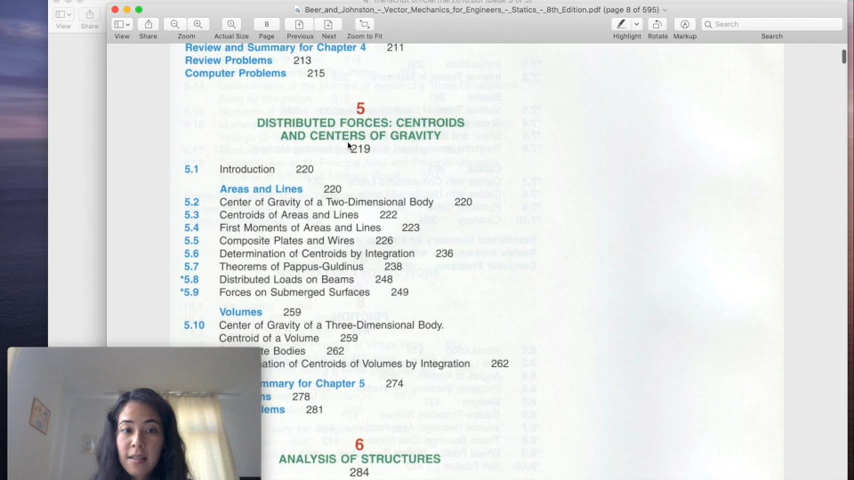 Beer_and_Johnston_-_Vector_Mechanics_for_Engineers_-_Statics_-_8th_Edition.pdf (page 8 of 595)
View Share
View Share Zoom Actual Size 8 Page Previous Next Zoom to Fit Highlight Rotate Markup Search Search
Review and Summary for Chapter 4 211
Review Problems 213
Computer Problems 215
5
DISTRIBUTED FORCES: CENTROIDS
AND CENTERS OF GRAVITY
219
5.1 Introduction 220
Areas and Lines 220
5.2 Center of Gravity of a Two-Dimensional Body 220
5.3 Centroids of Areas and Lines 222
5.4 First Moments of Areas and Lines 223
5.5 Composite Plates and Wires 226
5.6 Determination of Centroids by Integration 236
5.7 Theorems of Pappus-Guldinus 238
*5.8 Distributed Loads on Beams 248
*5.9 Forces on Submerged Surfaces 249
Volumes 259
5.10 Center of Gravity of a Three-Dimensional Body.
Centroid of a Volume 259
Bodies 262
of Centroids of Volumes by Integration 262
for Chapter 5 274
278
281
6
ANALYSIS OF STRUCTURES
284